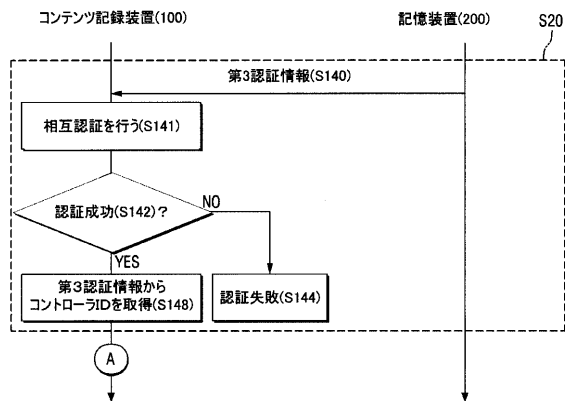 コンテンツ記録装置(100)
記憶装置(200)
S20
第3認証情報(S140)
相互認証を行う(S141)
認証成功(S142)？
NO
YES
第3認証情報から
コントローラIDを取得(S148)
認証失敗(S144)
A